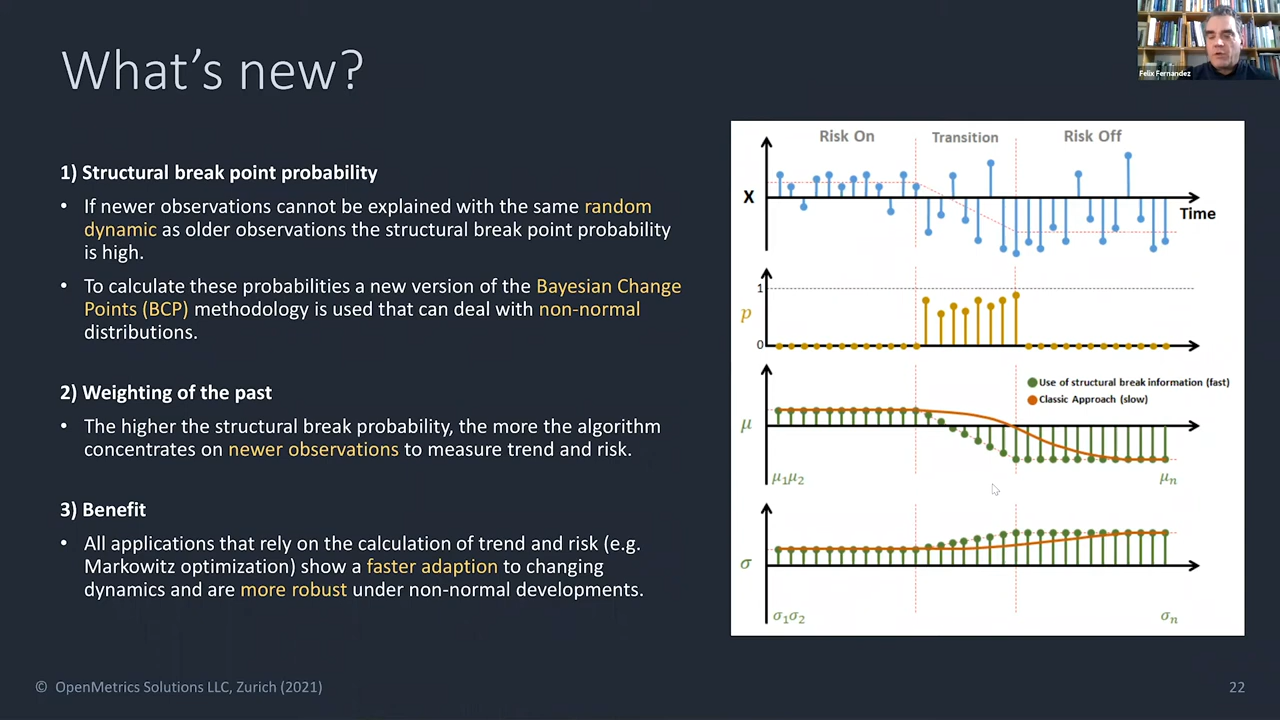 What's new?
Felix Fernandez
1) Structural break point probability
• If newer observations cannot be explained with the same random
dynamic as older observations the structural break point probability
is high.
• To calculate these probabilities a new version of the Bayesian Change
Points (BCP) methodology is used that can deal with non-normal
distributions.
2) Weighting of the past
• The higher the structural break probability, the more the algorithm
concentrates on newer observations to measure trend and risk.
3) Benefit
• All applications that rely on the calculation of trend and risk (e.g.
Markowitz optimization) show a faster adaption to changing
dynamics and are more robust under non-normal developments.
Risk On Transition Risk Off
X
Time
1
p
0
Use of structural break information (fast)
Classic Approach (slow)
μ
μ₁μ₂ μₙ
σ
σ₁σ₂ σₙ
© OpenMetrics Solutions LLC, Zurich (2021)
22